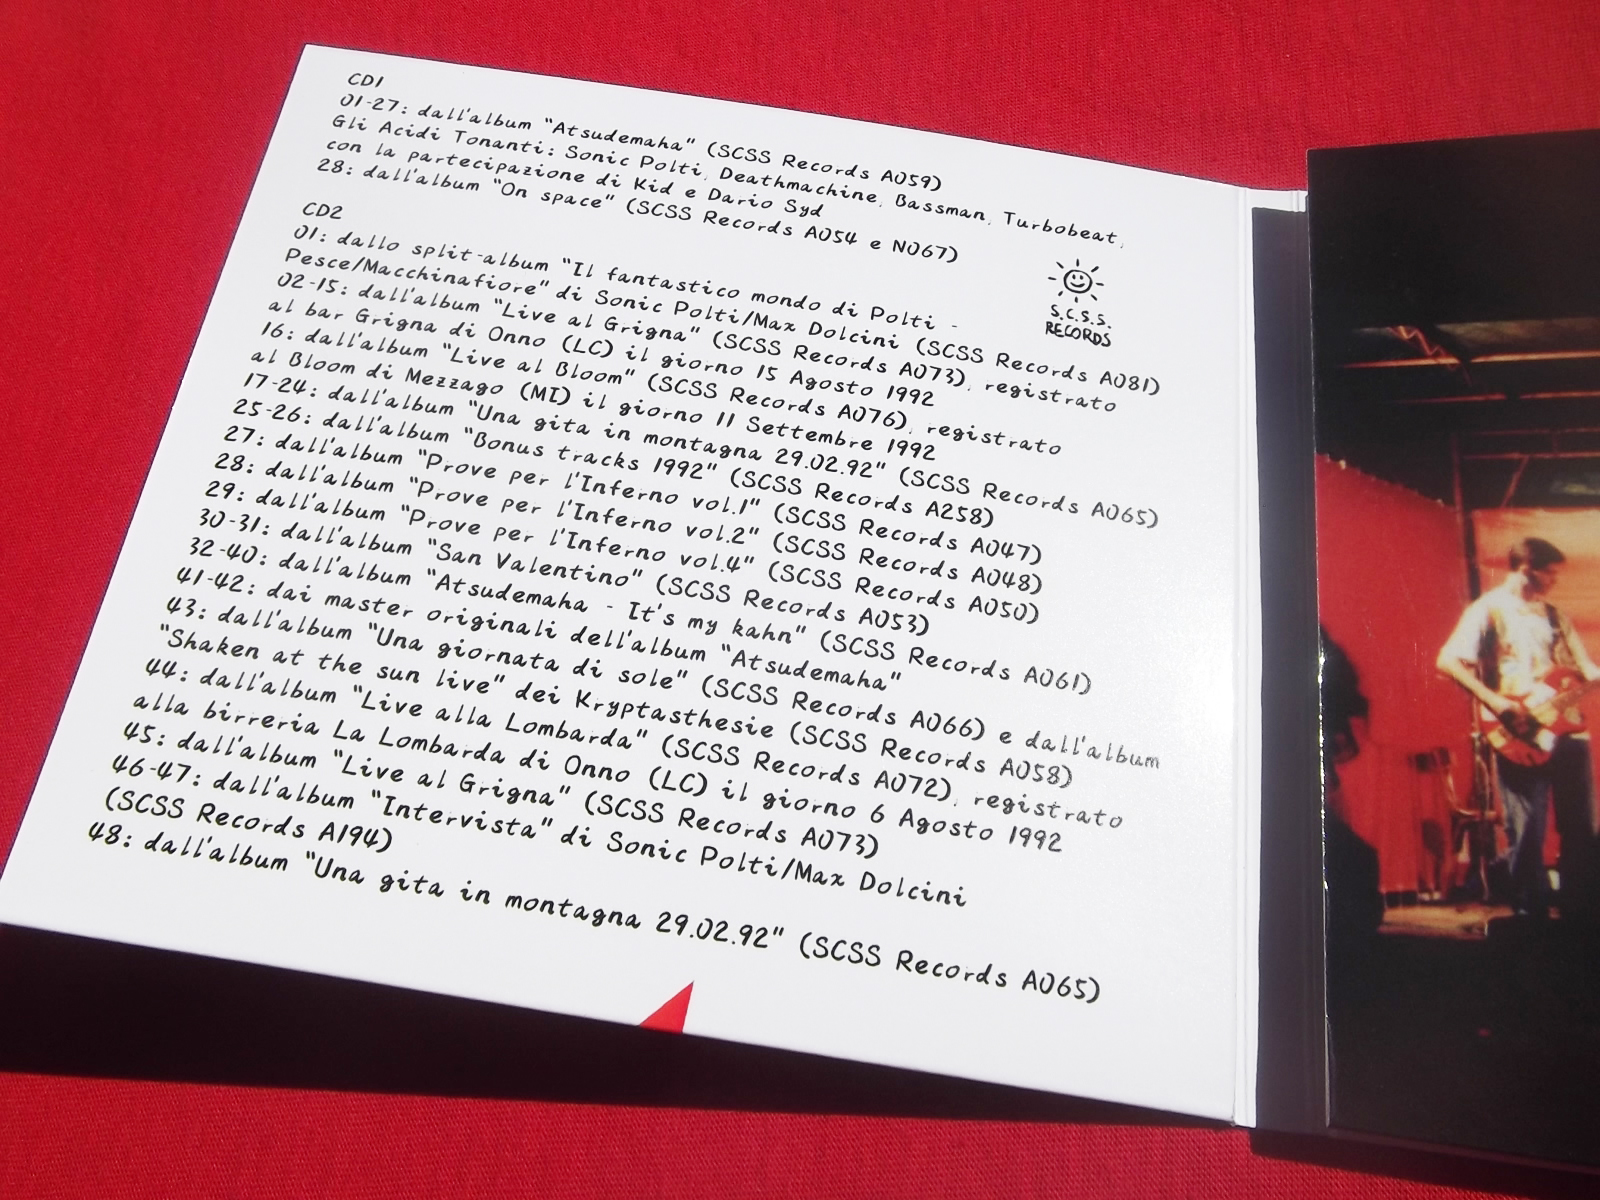 CD1
01-27: dall'album "Atsudemaha" (SCSS Records A059)
Gli Acidi Tonanti: Sonic Polti, Deathmachine, Bassman, Turbobeat,
con la partecipazione di Kid e Dario Syd
28: dall'album "On space" (SCSS Records A054 e N067)
CD2
01: dallo split-album "Il fantastico mondo di Polti -
Pesce/Macchinafiore" di Sonic Polti/Max Dolcini (SCSS Records A081)
02-15: dall'album "Live al Grigna" (SCSS Records A073), registrato
al bar Grigna di Onno (LC) il giorno 15 Agosto 1992
16: dall'album "Live al Bloom" (SCSS Records A076), registrato
al Bloom di Mezzago (MI) il giorno 11 Settembre 1992
17-24: dall'album "Una gita in montagna 29.02.92" (SCSS Records A065)
25-26: dall'album "Bonus tracks 1992" (SCSS Records A258)
27: dall'album "Prove per l'Inferno vol.1" (SCSS Records A047)
28: dall'album "Prove per l'Inferno vol.2" (SCSS Records A048)
29: dall'album "Prove per l'Inferno vol.4" (SCSS Records A050)
30-31: dall'album "San Valentino" (SCSS Records A053)
32-40: dall'album "Atsudemaha - It's my kahn" (SCSS Records A061)
41-42: dai master originali dell'album "Atsudemaha"
43: dall'album "Una giornata di sole" (SCSS Records A066) e dall'album
"Shaken at the sun live" dei Kryptasthesie (SCSS Records A058)
44: dall'album "Live alla Lombarda" (SCSS Records A072), registrato
alla birreria La Lombarda di Onno (LC) il giorno 6 Agosto 1992
45: dall'album "Live al Grigna" (SCSS Records A073)
46-47: dall'album "Intervista" di Sonic Polti/Max Dolcini
(SCSS Records A194)
48: dall'album "Una gita in montagna 29.02.92" (SCSS Records A065)
S.C.S.S.
RECORDS